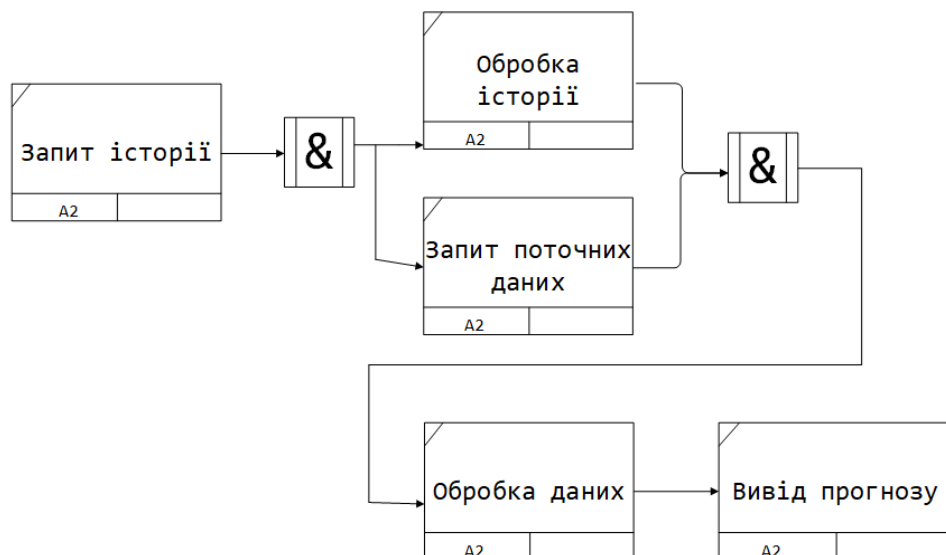 Запит історії
A2
&
Обробка
історії
A2
Запит поточних
даних
A2
&
Обробка даних
A2
Вивід прогнозу
A2